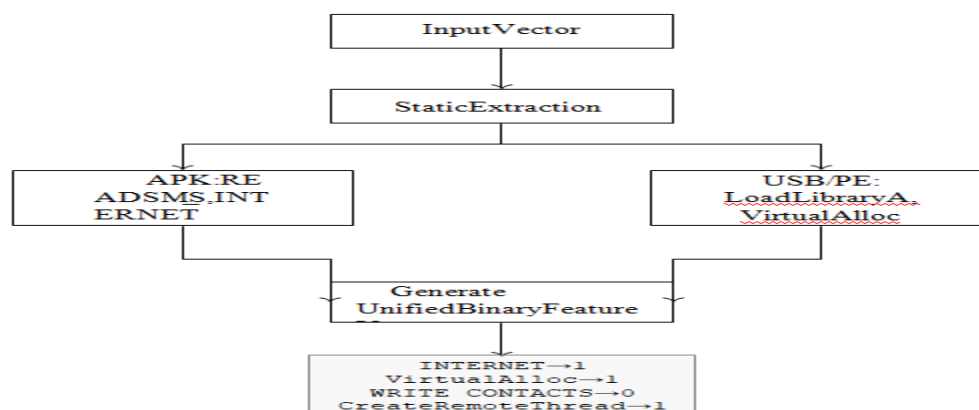 InputVector
StaticExtraction
APK:RE
ADSMS,INT
ERNET
USB/PE:
LoadLibraryA,
VirtualAlloc
Generate
UnifiedBinaryFeature
INTERNET→1
VirtualAlloc→1
WRITE CONTACTS→0
CreateRemoteThread→1